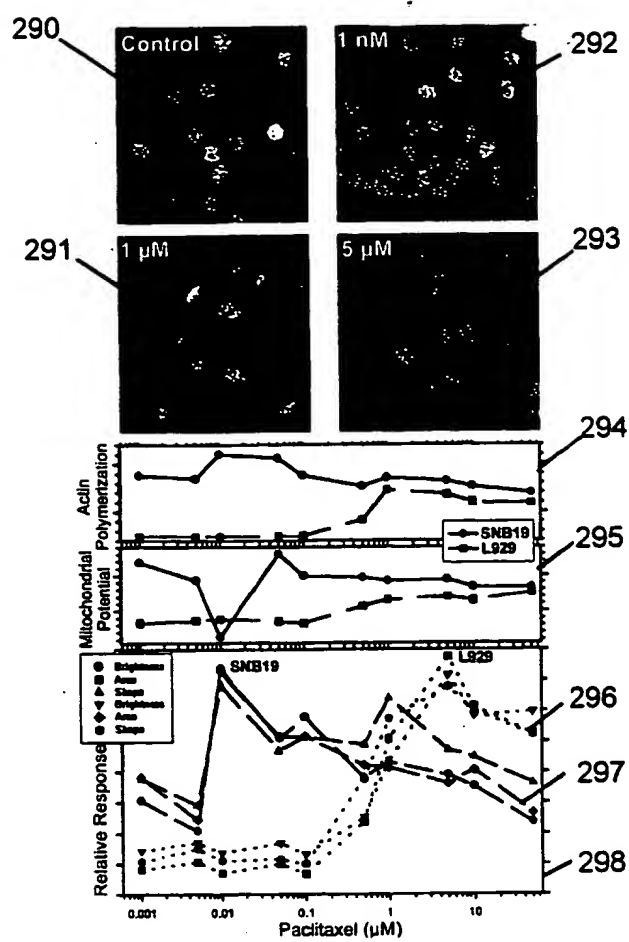 290
Control
1 nM
292
291
1 µM
5 µM
293
294
Actin
Polymerization
SNB19
L929
295
Mitochondrial
Potential
Brightness
Area
Shape
Brightness
Area
Shape
SNB19
L929
296
297
Relative Response
298
0.001
0.01
0.1
1
10
Paclitaxel (µM)